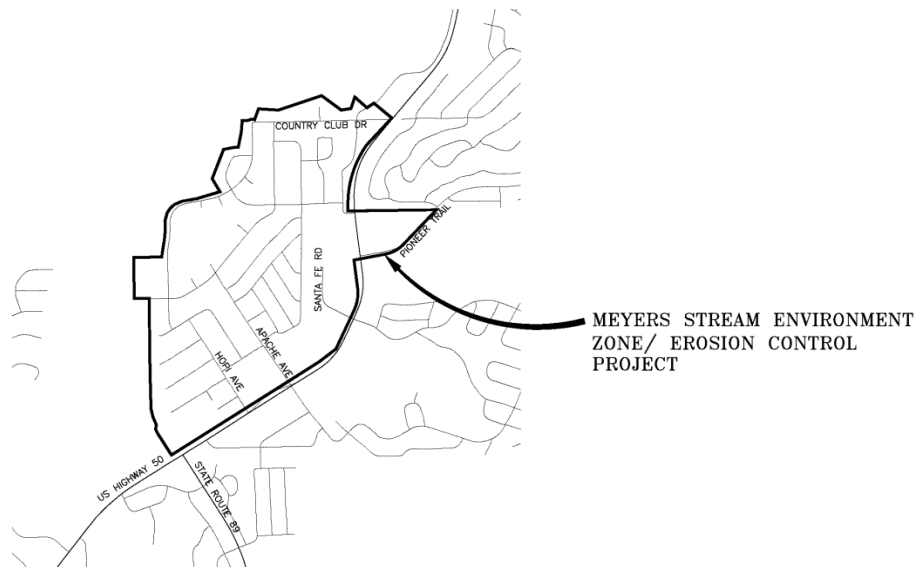 COUNTRY CLUB DR
PIONEER TRAIL
SANTA FE RD
APACHE AVE
HOPI AVE
MEYERS STREAM ENVIRONMENT
ZONE/ EROSION CONTROL
PROJECT
US HIGHWAY 50
STATE ROUTE 89